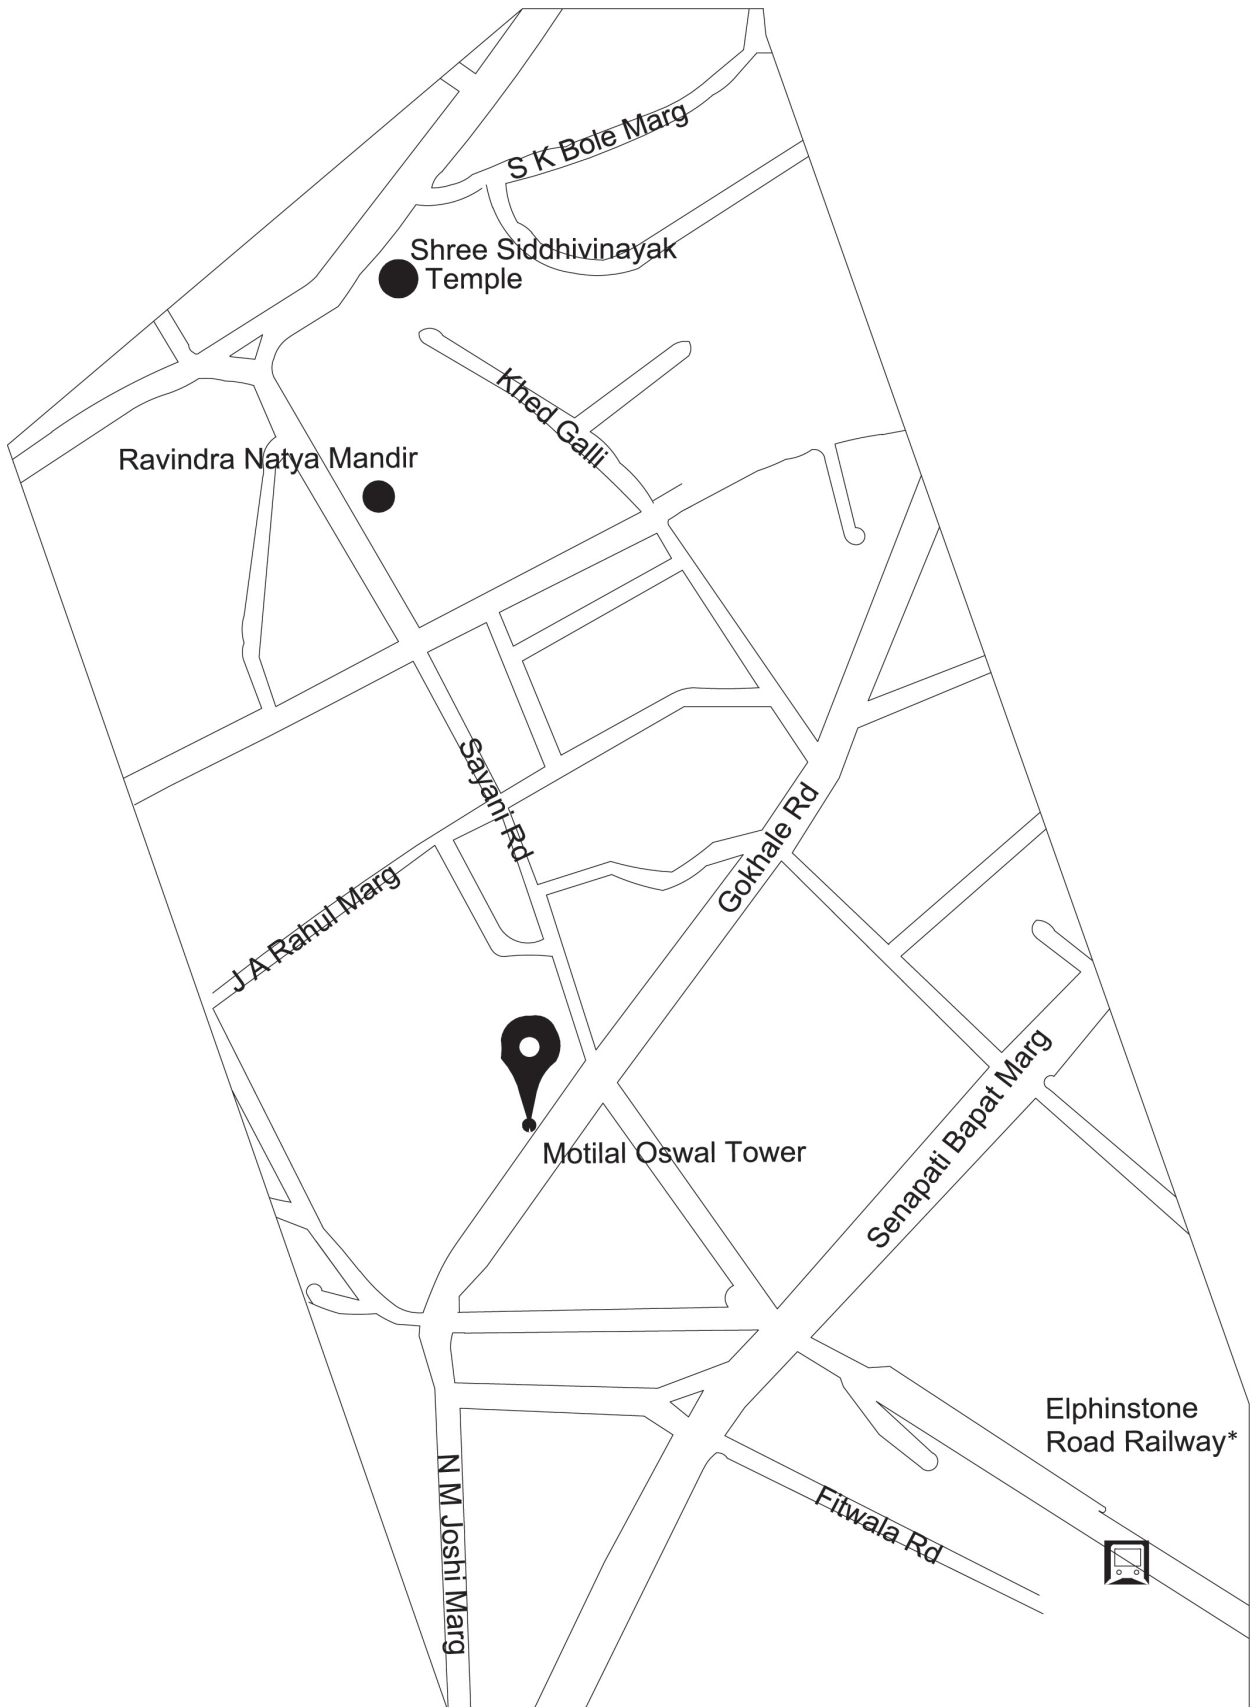 S K Bole Marg
Shree Siddhivinayak
Temple
Khed Galli
Ravindra Natya Mandir
Sayani Rd
Gokhale Rd
J A Rahul Marg
Senapati Bapat Marg
Motilal Oswal Tower
Elphinstone
Road Railway*
N M Joshi Marg
Fitwala Rd